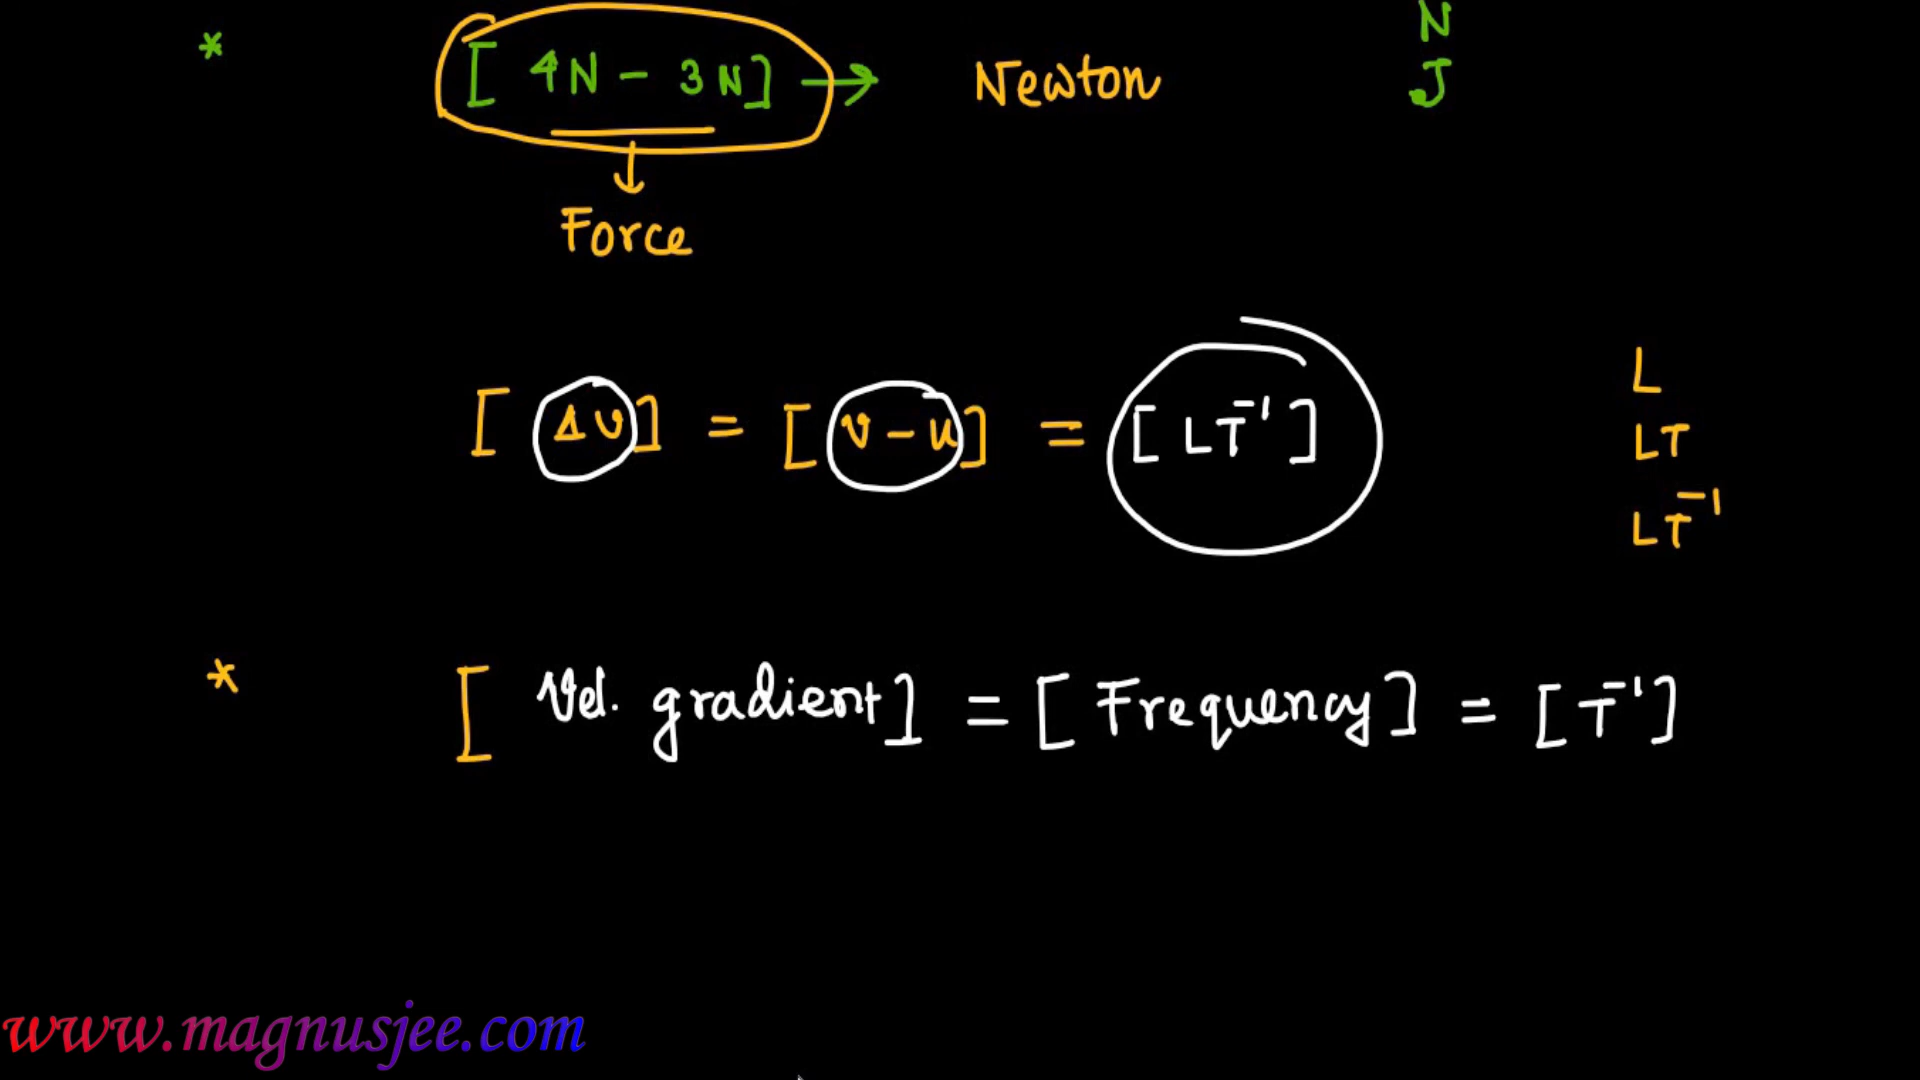 N
* [ 4N - 3N ] → Newton
J
↓
Force
L
[ Δv ] = [ v - u ] = [ LT⁻¹ ]
LT
LT⁻¹
* [ Vel. gradient ] = [ Frequency ] = [ T⁻¹ ]
www.magnusjee.com